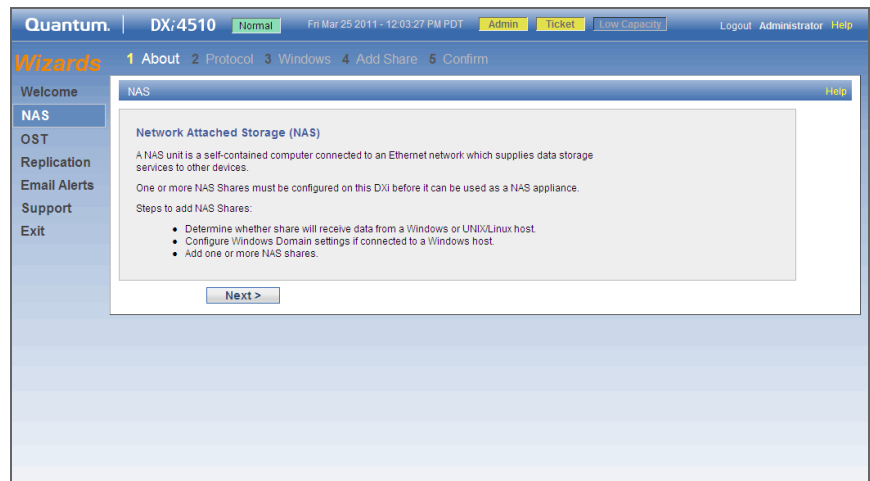 Quantum. DXi4510 Normal Fri Mar 25 2011 - 12:03:27 PM PDT Admin Ticket Low Capacity Logout Administrator Help
Wizards 1 About 2 Protocol 3 Windows 4 Add Share 5 Confirm
Welcome
NAS
OST
Replication
Email Alerts
Support
Exit
NAS Help
Network Attached Storage (NAS)
A NAS unit is a self-contained computer connected to an Ethernet network which supplies data storage
services to other devices.
One or more NAS Shares must be configured on this DXi before it can be used as a NAS appliance.
Steps to add NAS Shares:
• Determine whether share will receive data from a Windows or UNIX/Linux host.
• Configure Windows Domain settings if connected to a Windows host.
• Add one or more NAS shares.
Next >